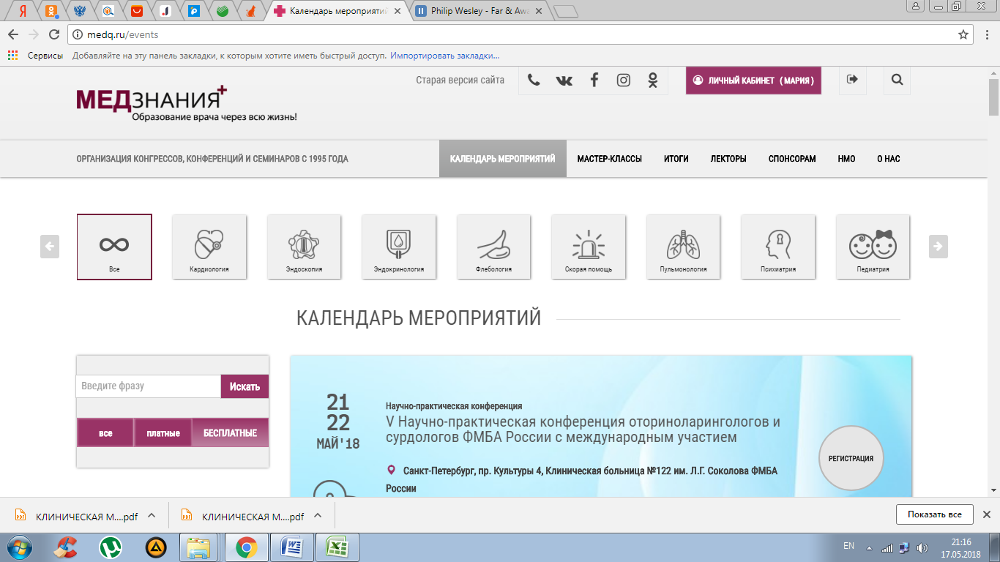 Календарь мероприятий
Philip Wesley - Far & Awa
medq.ru/events
Сервисы
Добавляйте на эту панель закладки, к которым хотите иметь быстрый доступ. Импортировать закладки...
Старая версия сайта
ЛИЧНЫЙ КАБИНЕТ ( МАРИЯ )
МЕДЗНАНИЯ+
Образование врача через всю жизнь!
ОРГАНИЗАЦИЯ КОНГРЕССОВ, КОНФЕРЕНЦИЙ И СЕМИНАРОВ С 1995 ГОДА
КАЛЕНДАРЬ МЕРОПРИЯТИЙ
МАСТЕР-КЛАССЫ
ИТОГИ
ЛЕКТОРЫ
СПОНСОРАМ
НМО
О НАС
Все
Кардиология
Эндоскопия
Эндокринология
Флебология
Скорая помощь
Пульмонология
Психиатрия
Педиатрия
КАЛЕНДАРЬ МЕРОПРИЯТИЙ
Введите фразу
Искать
все
платные
БЕСПЛАТНЫЕ
21
22
МАЙ'18
Научно-практическая конференция
V Научно-практическая конференция оториноларингологов и
сурдологов ФМБА России с международным участием
Санкт-Петербург, пр. Культуры 4, Клиническая больница №122 им. Л.Г. Соколова ФМБА
России
РЕГИСТРАЦИЯ
КЛИНИЧЕСКАЯ М....pdf
КЛИНИЧЕСКАЯ М....pdf
Показать все
EN
21:16
17.05.2018